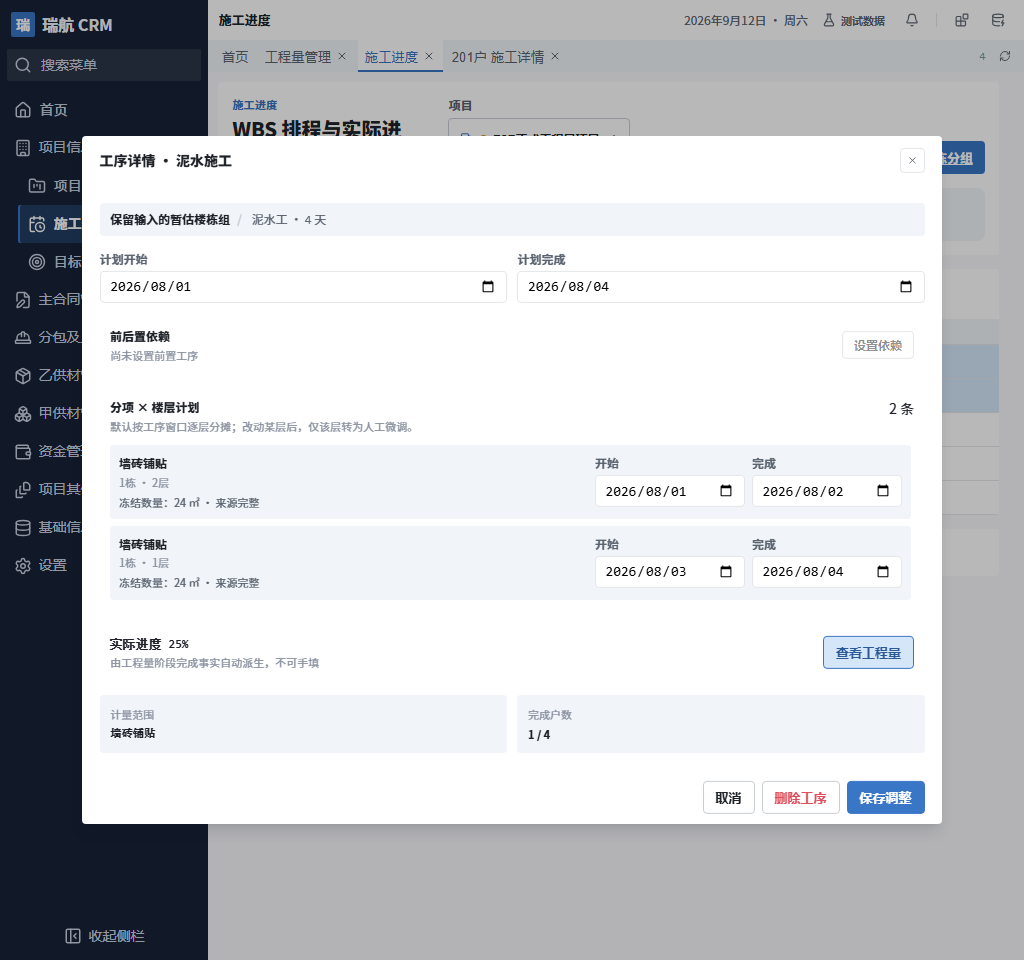 瑞 瑞航 CRM
搜索菜单
首页
项目信
项目
施工
目标
主合同
分包及
乙供材
甲供材
资金管
项目其
基础信
设置
收起侧栏
施工进度
2026年9月12日 · 周六 测试数据
首页 工程量管理 × 施工进度 × 201户 施工详情 × 4
施工进度
WBS 排程与实际进
项目
冻分组
工序详情 · 泥水施工 ×
保留输入的暂估楼栋组 / 泥水工 · 4 天
计划开始 计划完成
2026/08/01 2026/08/04
前后置依赖
尚未设置前置工序
设置依赖
分项 × 楼层计划
默认按工序窗口逐层分摊；改动某层后，仅该层转为人工微调。
2 条
墙砖铺贴
1栋 · 2层
冻结数量：24 ㎡ · 来源完整
开始 完成
2026/08/01 2026/08/02
墙砖铺贴
1栋 · 1层
冻结数量：24 ㎡ · 来源完整
开始 完成
2026/08/03 2026/08/04
实际进度 25%
由工程量阶段完成事实自动派生，不可手填
查看工程量
计量范围
墙砖铺贴
完成户数
1 / 4
取消 删除工序 保存调整